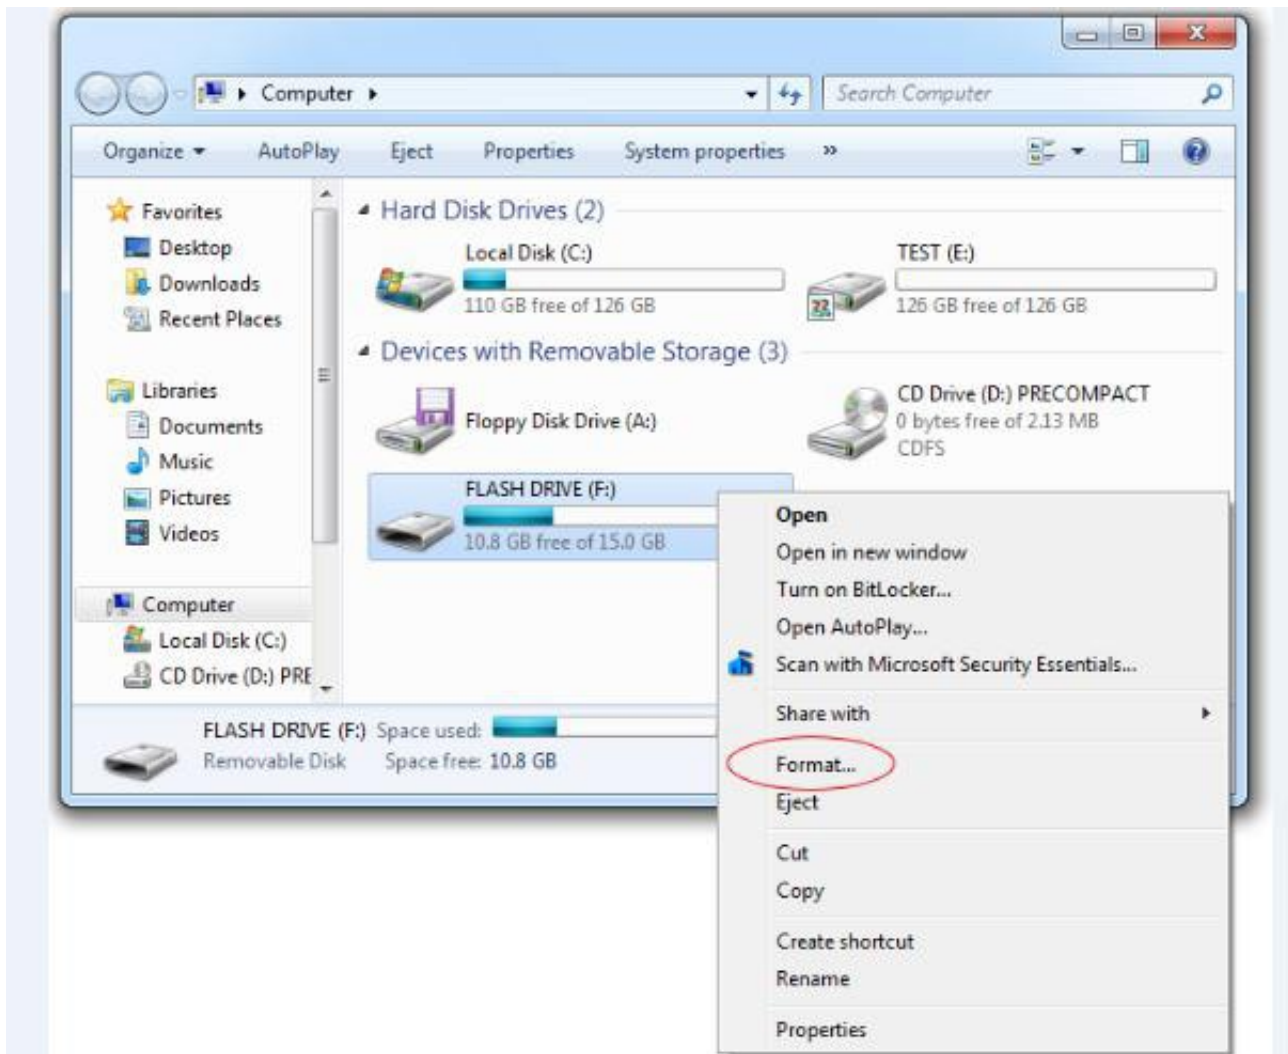 Computer
Search Computer
Organize AutoPlay Eject Properties System properties »
Favorites
Desktop
Downloads
Recent Places
Libraries
Documents
Music
Pictures
Videos
Computer
Local Disk (C:)
CD Drive (D:) PRE
Hard Disk Drives (2)
Local Disk (C:)
110 GB free of 126 GB
TEST (E:)
126 GB free of 126 GB
Devices with Removable Storage (3)
Floppy Disk Drive (A:)
CD Drive (D:) PRECOMPACT
0 bytes free of 2.13 MB
CDFS
FLASH DRIVE (F:)
10.8 GB free of 15.0 GB
Open
Open in new window
Turn on BitLocker...
Open AutoPlay...
Scan with Microsoft Security Essentials...
Share with
Format...
Eject
Cut
Copy
Create shortcut
Rename
Properties
FLASH DRIVE (F:) Space used:
Removable Disk Space free: 10.8 GB